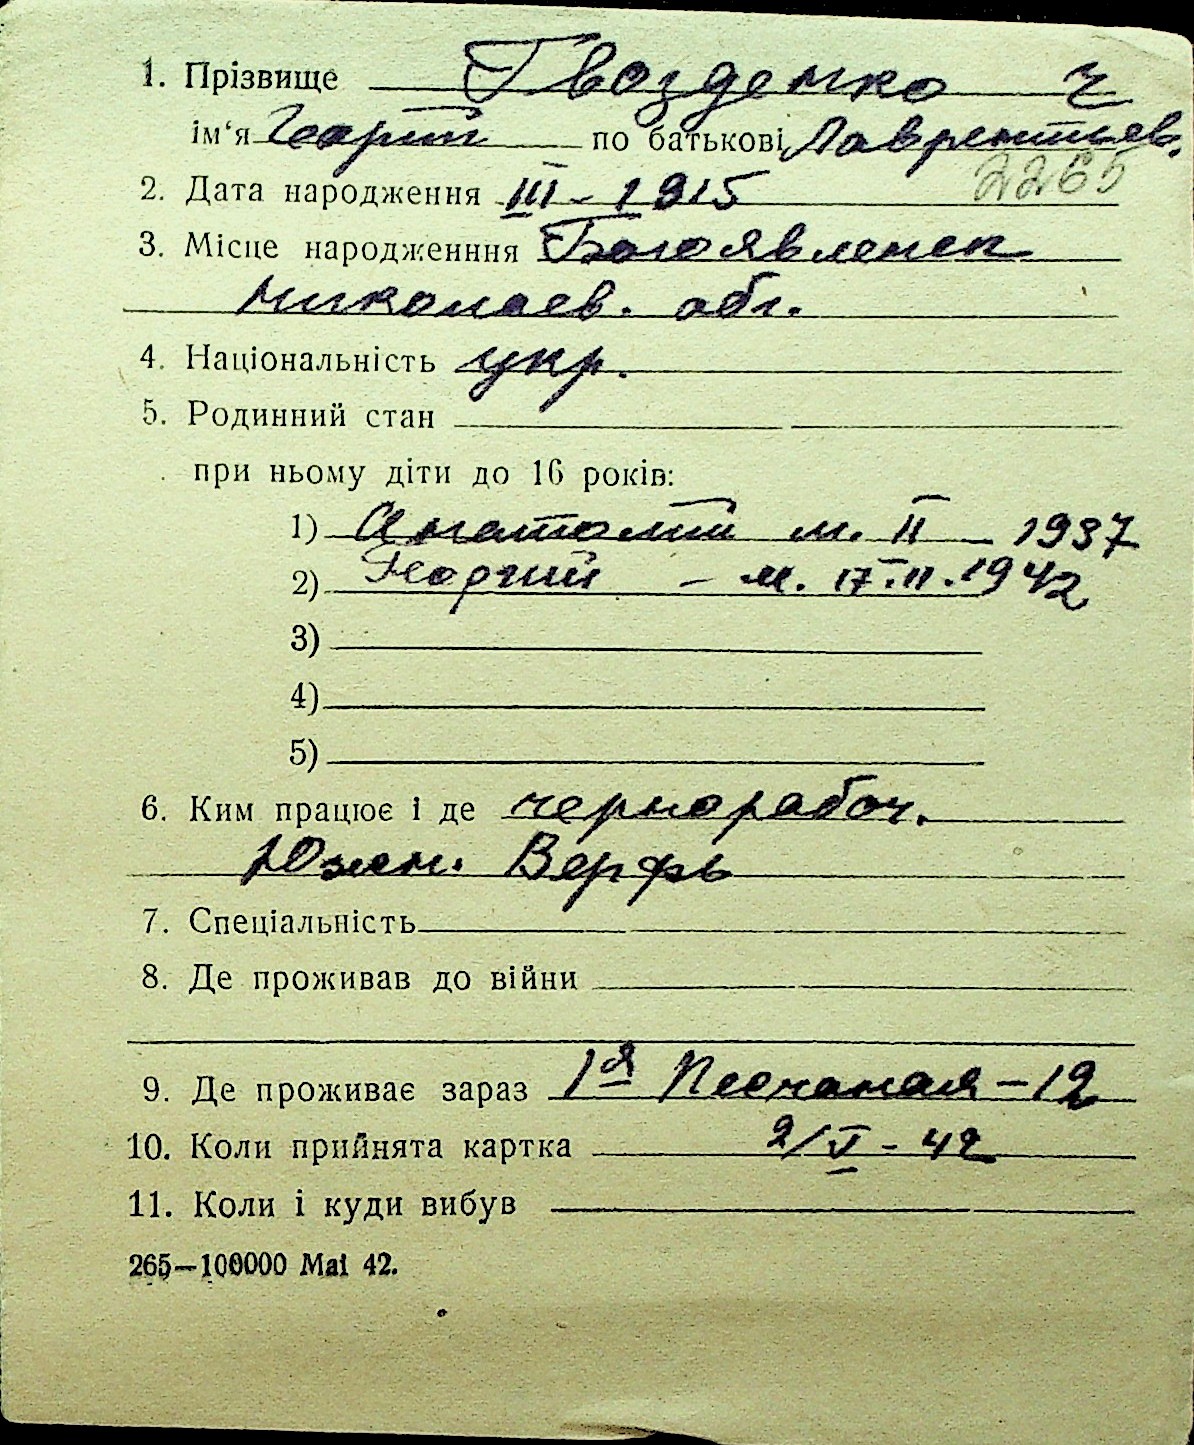 1. Прізвище Гвозденко ч
ім‘я Георгий по батькові Лаврентьев.
2265
2. Дата народження III - 1915
3. Місце народженння Богоявленск
Николаев. обл.
4. Національність укр.
5. Родинний стан
при ньому діти до 16 років:
1) Анатолий м. II - 1937
2) Георгий - м. 17.II.1942
3)
4)
5)
6. Ким працює і де чернорабоч.
Южн. Верфь
7. Спеціальність
8. Де проживав до війни
9. Де проживає зараз 1я Песчаная - 12
10. Коли прийнята картка 2/V - 42
11. Коли і куди вибув
265—100000 Mai 42.